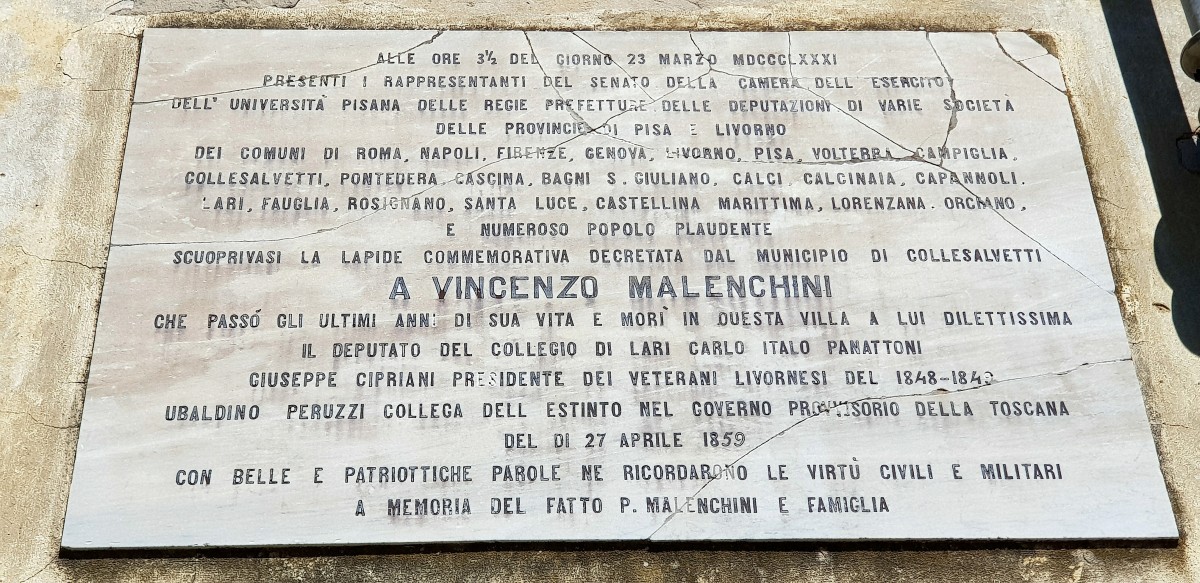 ALLE ORE 3½ DEL GIORNO 23 MARZO MDCCCLXXXI
PRESENTI I RAPPRESENTANTI DEL SENATO DELLA CAMERA DELL' ESERCITO
DELL' UNIVERSITÀ PISANA DELLE REGIE PREFETTURE DELLE DEPUTAZIONI DI VARIE SOCIETÀ
DELLE PROVINCIE DI PISA E LIVORNO
DEI COMUNI DI ROMA, NAPOLI, FIRENZE, GENOVA, LIVORNO, PISA, VOLTERRA, CAMPIGLIA,
COLLESALVETTI, PONTEDERA, CASCINA, BAGNI S. GIULIANO, CALCI, CALCINAIA, CAPANNOLI.
LARI, FAUGLIA, ROSIGNANO, SANTA LUCE, CASTELLINA MARITTIMA, LORENZANA. ORCIANO,
E NUMEROSO POPOLO PLAUDENTE
SCUOPRIVASI LA LAPIDE COMMEMORATIVA DECRETATA DAL MUNICIPIO DI COLLESALVETTI
A VINCENZO MALENCHINI
CHE PASSÓ GLI ULTIMI ANNI DI SUA VITA E MORÌ IN QUESTA VILLA A LUI DILETTISSIMA
IL DEPUTATO DEL COLLEGIO DI LARI CARLO ITALO PANATTONI
GIUSEPPE CIPRIANI PRESIDENTE DEI VETERANI LIVORNESI DEL 1848-1849
UBALDINO PERUZZI COLLEGA DELL ESTINTO NEL GOVERNO PROVVISORIO DELLA TOSCANA
DEL DI 27 APRILE 1859
CON BELLE E PATRIOTTICHE PAROLE NE RICORDARONO LE VIRTÙ CIVILI E MILITARI
A MEMORIA DEL FATTO P. MALENCHINI E FAMIGLIA